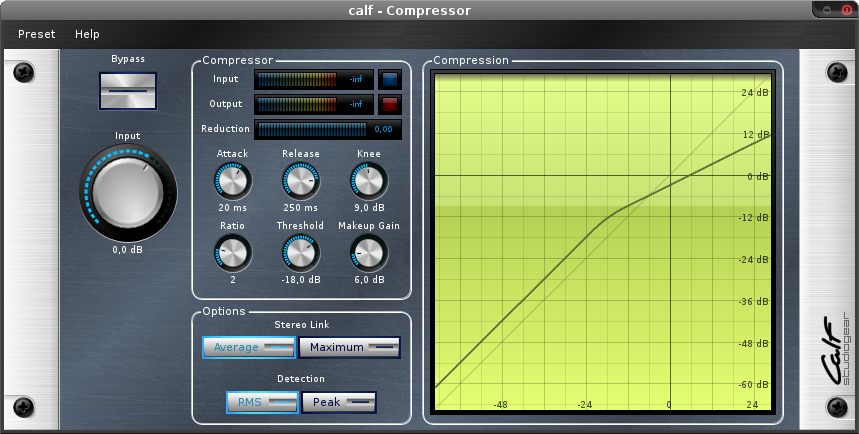 calf - Compressor
Preset Help
Bypass
Input
0,0 dB
Compressor
Input -inf
Output -inf
Reduction 0,00
Attack Release Knee
20 ms 250 ms 9,0 dB
Ratio Threshold Makeup Gain
2 -18,0 dB 6,0 dB
Options
Stereo Link
Average Maximum
Detection
RMS Peak
Compression
24 dB
12 dB
0 dB
-12 dB
-24 dB
-36 dB
-48 dB
-60 dB
-48 -24 0 24
Calf
studiogear